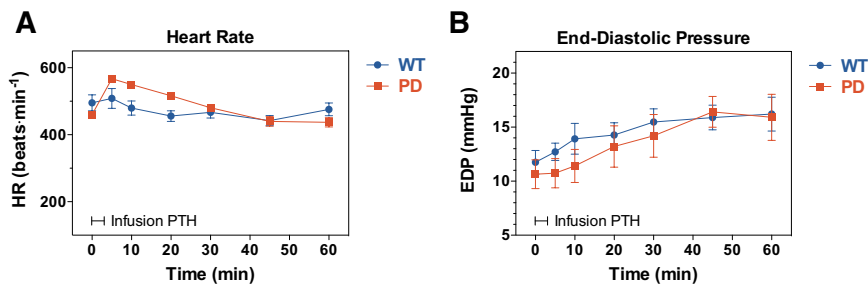 A
Heart Rate
HR (beats·min⁻¹)
600
400
200
Infusion PTH
0 10 20 30 40 50 60
Time (min)
WT
PD
B
End-Diastolic Pressure
EDP (mmHg)
20
15
10
5
Infusion PTH
0 10 20 30 40 50 60
Time (min)
WT
PD